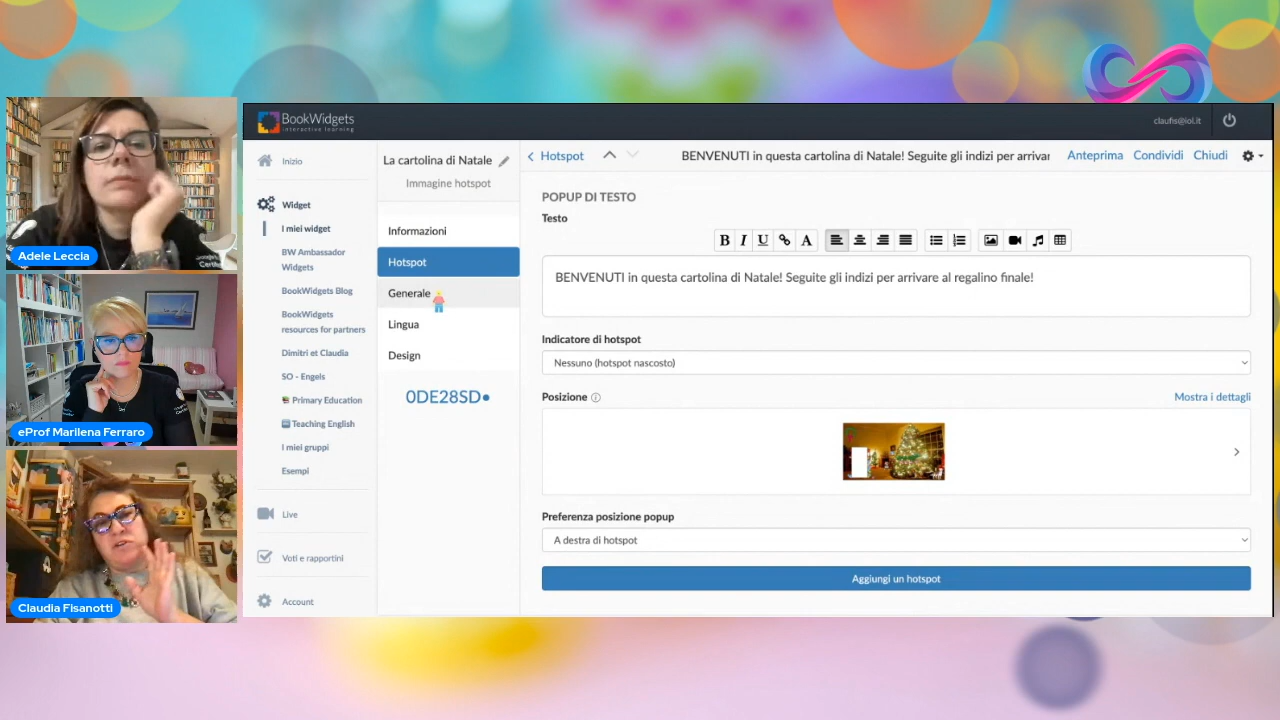 Adele Leccia
eProf Marilena Ferraro
Claudia Fisanotti
BookWidgets
interactive learning
claufis@iol.it
Inizio
Widget
I miei widget
BW Ambassador
Widgets
BookWidgets Blog
BookWidgets
resources for partners
Dimitri et Claudia
SO - Engels
Primary Education
Teaching English
I miei gruppi
Esempi
Live
Voti e rapportini
Account
La cartolina di Natale
Immagine hotspot
Informazioni
Hotspot
Generale
Lingua
Design
0DE28SD
Hotspot
BENVENUTI in questa cartolina di Natale! Seguite gli indizi per arrivar
Anteprima
Condividi
Chiudi
POPUP DI TESTO
Testo
B I U A
BENVENUTI in questa cartolina di Natale! Seguite gli indizi per arrivare al regalino finale!
Indicatore di hotspot
Nessuno (hotspot nascosto)
Posizione
Mostra i dettagli
Preferenza posizione popup
A destra di hotspot
Aggiungi un hotspot